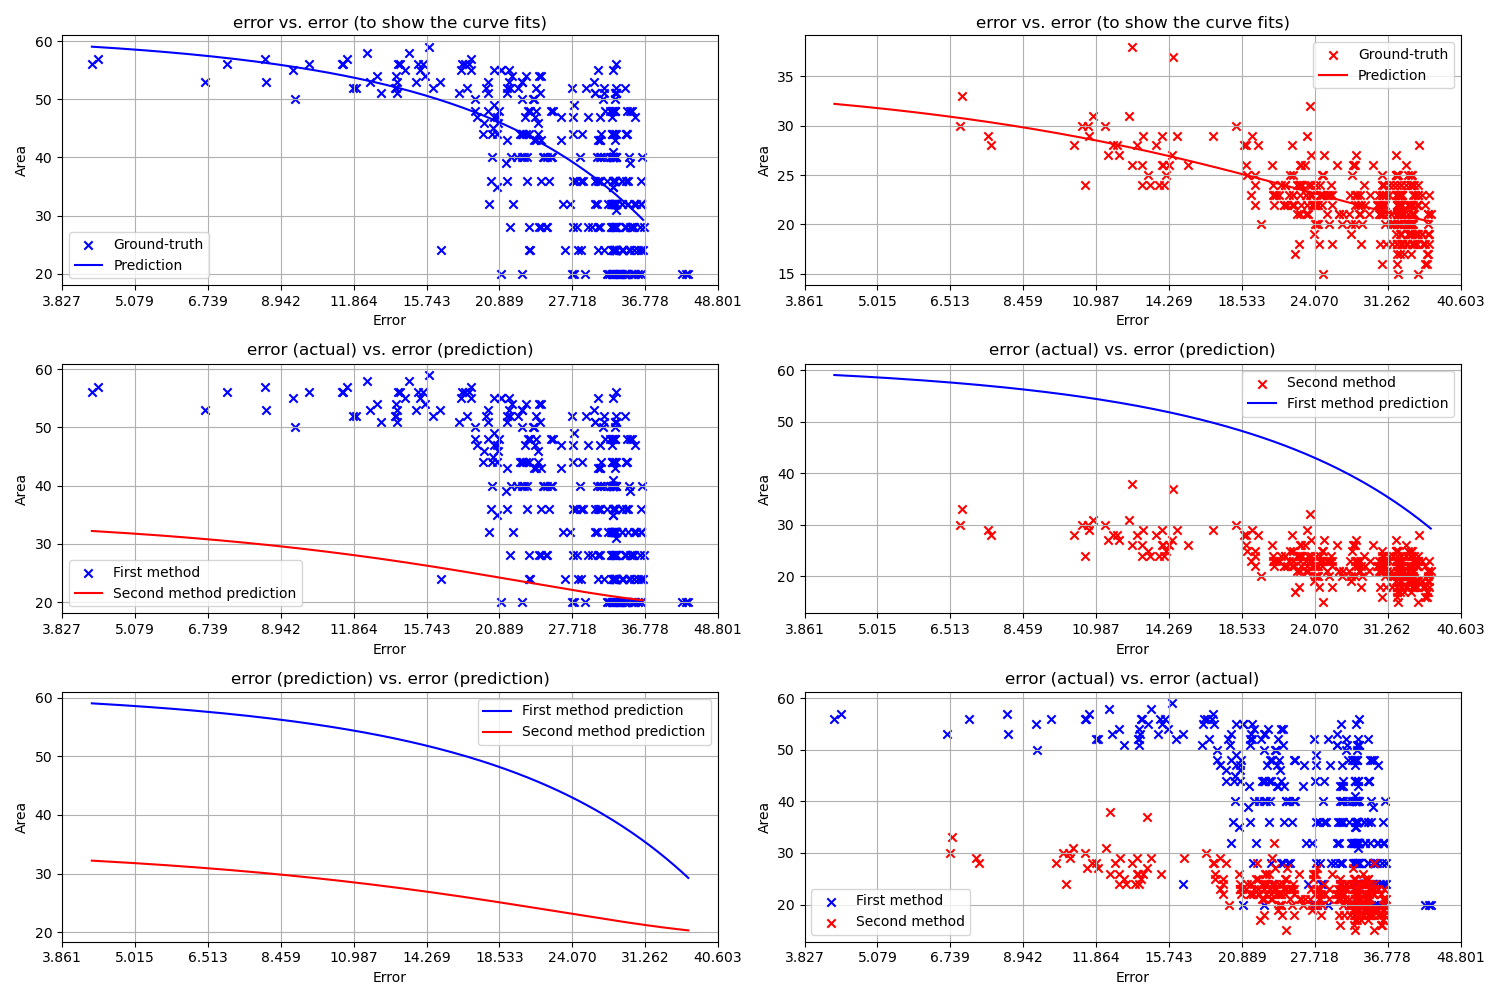 error vs. error (to show the curve fits)
60
50
40
30
20
Area
Ground-truth
Prediction
3.827 5.079 6.739 8.942 11.864 15.743 20.889 27.718 36.778 48.801
Error
error vs. error (to show the curve fits)
35
30
25
20
15
Area
Ground-truth
Prediction
3.861 5.015 6.513 8.459 10.987 14.269 18.533 24.070 31.262 40.603
Error
error (actual) vs. error (prediction)
60
50
40
30
20
Area
First method
Second method prediction
3.827 5.079 6.739 8.942 11.864 15.743 20.889 27.718 36.778 48.801
Error
error (actual) vs. error (prediction)
60
50
40
30
20
Area
Second method
First method prediction
3.861 5.015 6.513 8.459 10.987 14.269 18.533 24.070 31.262 40.603
Error
error (prediction) vs. error (prediction)
60
50
40
30
20
Area
First method prediction
Second method prediction
3.861 5.015 6.513 8.459 10.987 14.269 18.533 24.070 31.262 40.603
Error
error (actual) vs. error (actual)
60
50
40
30
20
Area
First method
Second method
3.827 5.079 6.739 8.942 11.864 15.743 20.889 27.718 36.778 48.801
Error